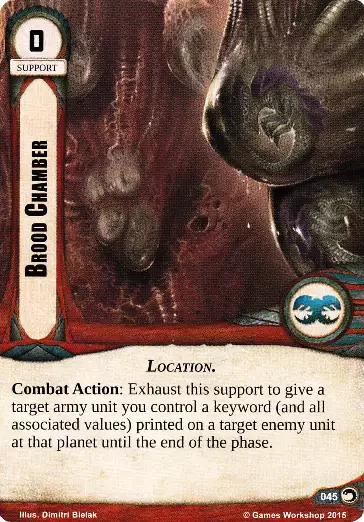 0
SUPPORT
BROOD CHAMBER
LOCATION.
Combat Action: Exhaust this support to give a
target army unit you control a keyword (and all
associated values) printed on a target enemy unit
at that planet until the end of the phase.
045
Illus. Dimitri Bielak
© Games Workshop 2015